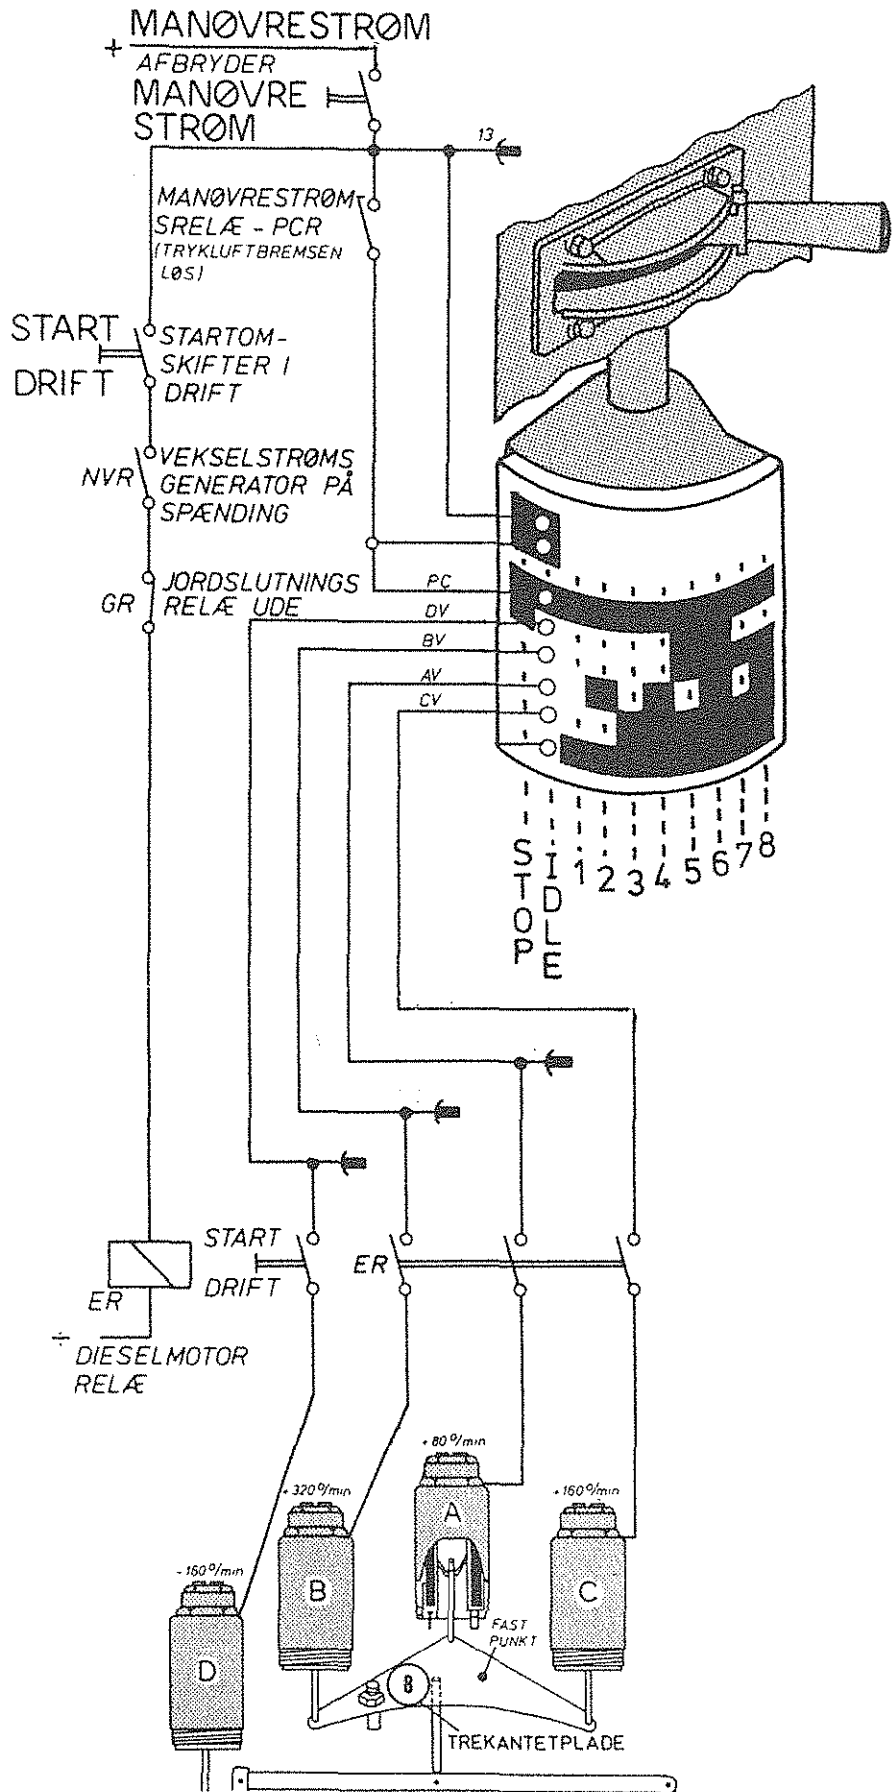 MANØVRESTRØM
+
AFBRYDER
MANØVRE
STRØM
13
MANØVRESTRØM
SRELÆ - PCR
(TRYKLUFTBREMSEN
LØS)
START
DRIFT
STARTOM-
SKIFTER I
DRIFT
NVR
VEKSELSTRØMS
GENERATOR PÅ
SPÆNDING
GR
JORDSLUTNINGS
RELÆ UDE
PC
DV
BV
AV
CV
STOP
IDLE
1
2
3
4
5
6
7
8
START
DRIFT
ER
ER
÷
DIESELMOTOR
RELÆ
+80 º/min
+320º/min
+160º/min
-160 º/min
A
B
C
D
FAST
PUNKT
8
TREKANTETPLADE